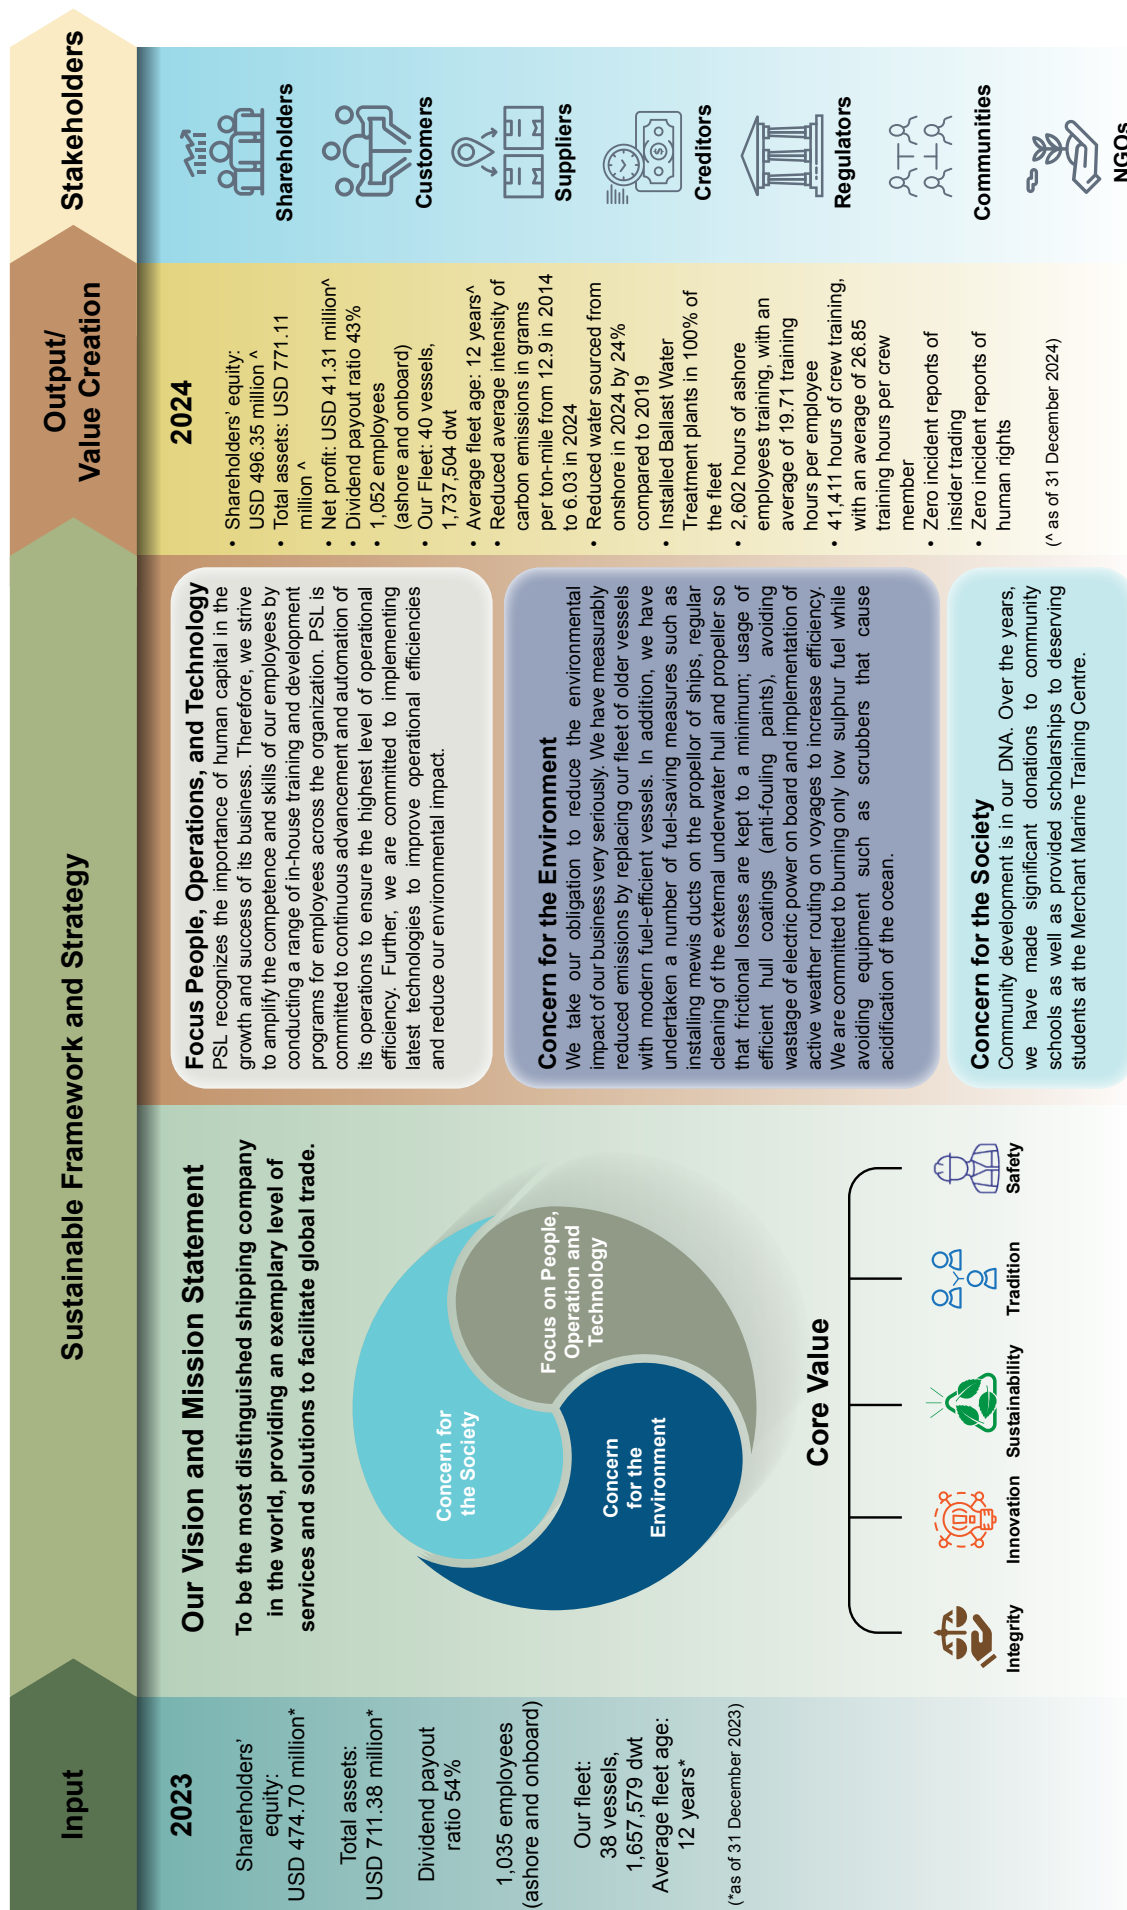 Input
Sustainable Framework and Strategy
Output/
Value Creation
Stakeholders
2023
Shareholders'
equity:
USD 474.70 million*
Total assets:
USD 711.38 million*
Dividend payout
ratio 54%
1,035 employees
(ashore and onboard)
Our fleet:
38 vessels,
1,657,579 dwt
Average fleet age:
12 years*
(*as of 31 December 2023)
Our Vision and Mission Statement
To be the most distinguished shipping company
in the world, providing an exemplary level of
services and solutions to facilitate global trade.
Concern for
the Society
Focus on People,
Operation and
Technology
Concern
for the
Environment
Core Value
Integrity
Innovation
Sustainability
Tradition
Safety
Focus People, Operations, and Technology
PSL recognizes the importance of human capital in the
growth and success of its business. Therefore, we strive
to amplify the competence and skills of our employees by
conducting a range of in-house training and development
programs for employees across the organization. PSL is
committed to continuous advancement and automation of
its operations to ensure the highest level of operational
efficiency. Further, we are committed to implementing
latest technologies to improve operational efficiencies
and reduce our environmental impact.
Concern for the Environment
We take our obligation to reduce the environmental
impact of our business very seriously. We have measurably
reduced emissions by replacing our fleet of older vessels
with modern fuel-efficient vessels. In addition, we have
undertaken a number of fuel-saving measures such as
installing mewis ducts on the propellor of ships, regular
cleaning of the external underwater hull and propeller so
that frictional losses are kept to a minimum; usage of
efficient hull coatings (anti-fouling paints), avoiding
wastage of electric power on board and implementation of
active weather routing on voyages to increase efficiency.
We are committed to burning only low sulphur fuel while
avoiding equipment such as scrubbers that cause
acidification of the ocean.
Concern for the Society
Community development is in our DNA. Over the years,
we have made significant donations to community
schools as well as provided scholarships to deserving
students at the Merchant Marine Training Centre.
2024
• Shareholders' equity:
USD 496.35 million ^
• Total assets: USD 771.11
million ^
• Net profit: USD 41.31 million^
• Dividend payout ratio 43%
• 1,052 employees
(ashore and onboard)
• Our Fleet: 40 vessels,
1,737,504 dwt
• Average fleet age: 12 years^
• Reduced average intensity of
carbon emissions in grams
per ton-mile from 12.9 in 2014
to 6.03 in 2024
• Reduced water sourced from
onshore in 2024 by 24%
compared to 2019
• Installed Ballast Water
Treatment plants in 100% of
the fleet
• 2,602 hours of ashore
employees training, with an
average of 19.71 training
hours per employee
• 41,411 hours of crew training,
with an average of 26.85
training hours per crew
member
• Zero incident reports of
insider trading
• Zero incident reports of
human rights
(^ as of 31 December 2024)
Shareholders
Customers
Suppliers
Creditors
Regulators
Communities
NGOs